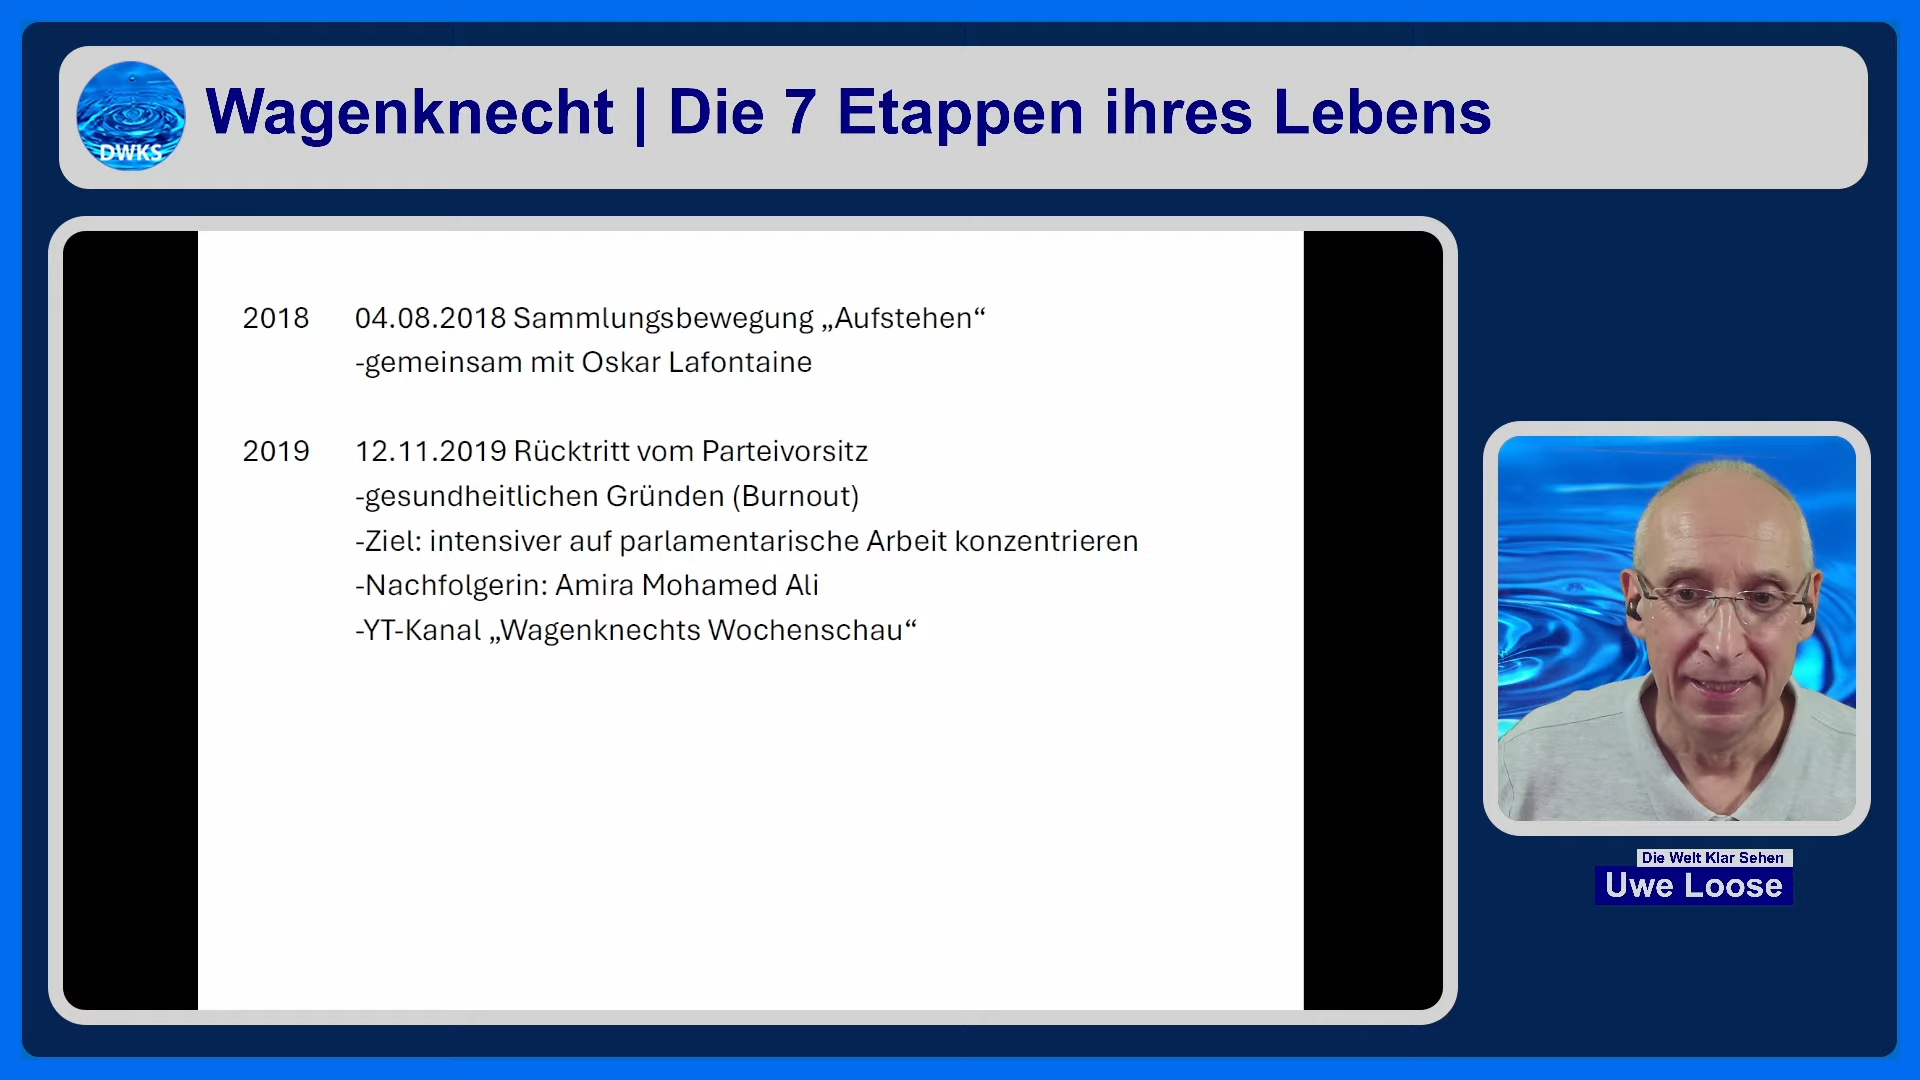 DWKS
Wagenknecht | Die 7 Etappen ihres Lebens
2018 04.08.2018 Sammlungsbewegung „Aufstehen“
-gemeinsam mit Oskar Lafontaine
2019 12.11.2019 Rücktritt vom Parteivorsitz
-gesundheitlichen Gründen (Burnout)
-Ziel: intensiver auf parlamentarische Arbeit konzentrieren
-Nachfolgerin: Amira Mohamed Ali
-YT-Kanal „Wagenknechts Wochenschau“
Die Welt Klar Sehen
Uwe Loose